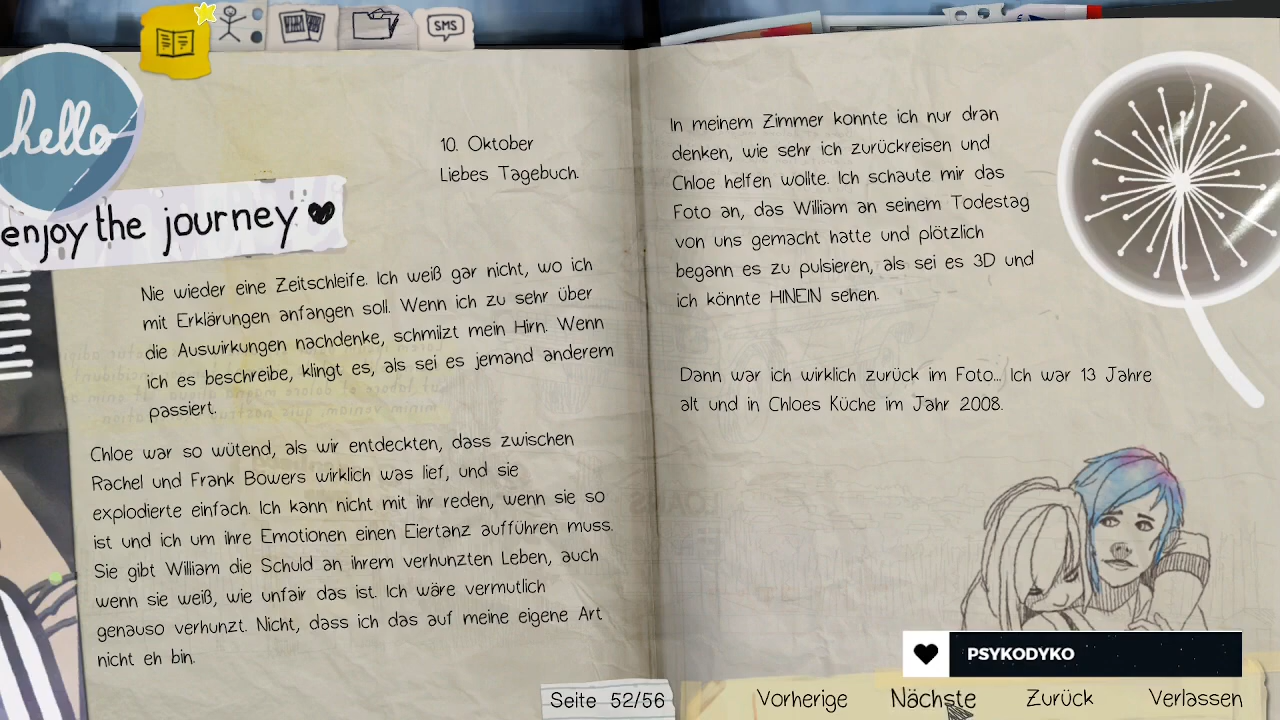 SMS
hello
enjoy the journey
10. Oktober
Liebes Tagebuch.
Nie wieder eine Zeitschleife. Ich weiß gar nicht, wo ich
mit Erklärungen anfangen soll. Wenn ich zu sehr über
die Auswirkungen nachdenke, schmilzt mein Hirn. Wenn
ich es beschreibe, klingt es, als sei es jemand anderem
passiert.
Chloe war so wütend, als wir entdeckten, dass zwischen
Rachel und Frank Bowers wirklich was lief, und sie
explodierte einfach. Ich kann nicht mit ihr reden, wenn sie so
ist und ich um ihre Emotionen einen Eiertanz aufführen muss.
Sie gibt William die Schuld an ihrem verhunzten Leben, auch
wenn sie weiß, wie unfair das ist. Ich wäre vermutlich
genauso verhunzt. Nicht, dass ich das auf meine eigene Art
nicht eh bin.
In meinem Zimmer konnte ich nur dran
denken, wie sehr ich zurückreisen und
Chloe helfen wollte. Ich schaute mir das
Foto an, das William an seinem Todestag
von uns gemacht hatte und plötzlich
begann es zu pulsieren, als sei es 3D und
ich könnte HINEIN sehen.
Dann war ich wirklich zurück im Foto... Ich war 13 Jahre
alt und in Chloes Küche im Jahr 2008.
PSYKODYKO
Seite 52/56
Vorherige
Nächste
Zurück
Verlassen